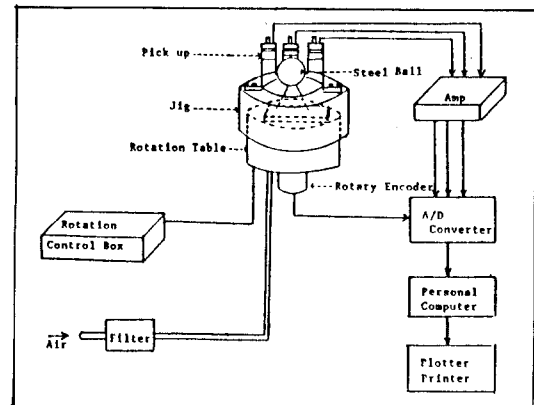 Pick up
Steel Ball
Jig
Amp
Rotation Table
Rotary Encoder
A/D
Converter
Rotation
Control Box
Personal
Computer
Air
Filter
Plotter
Printer